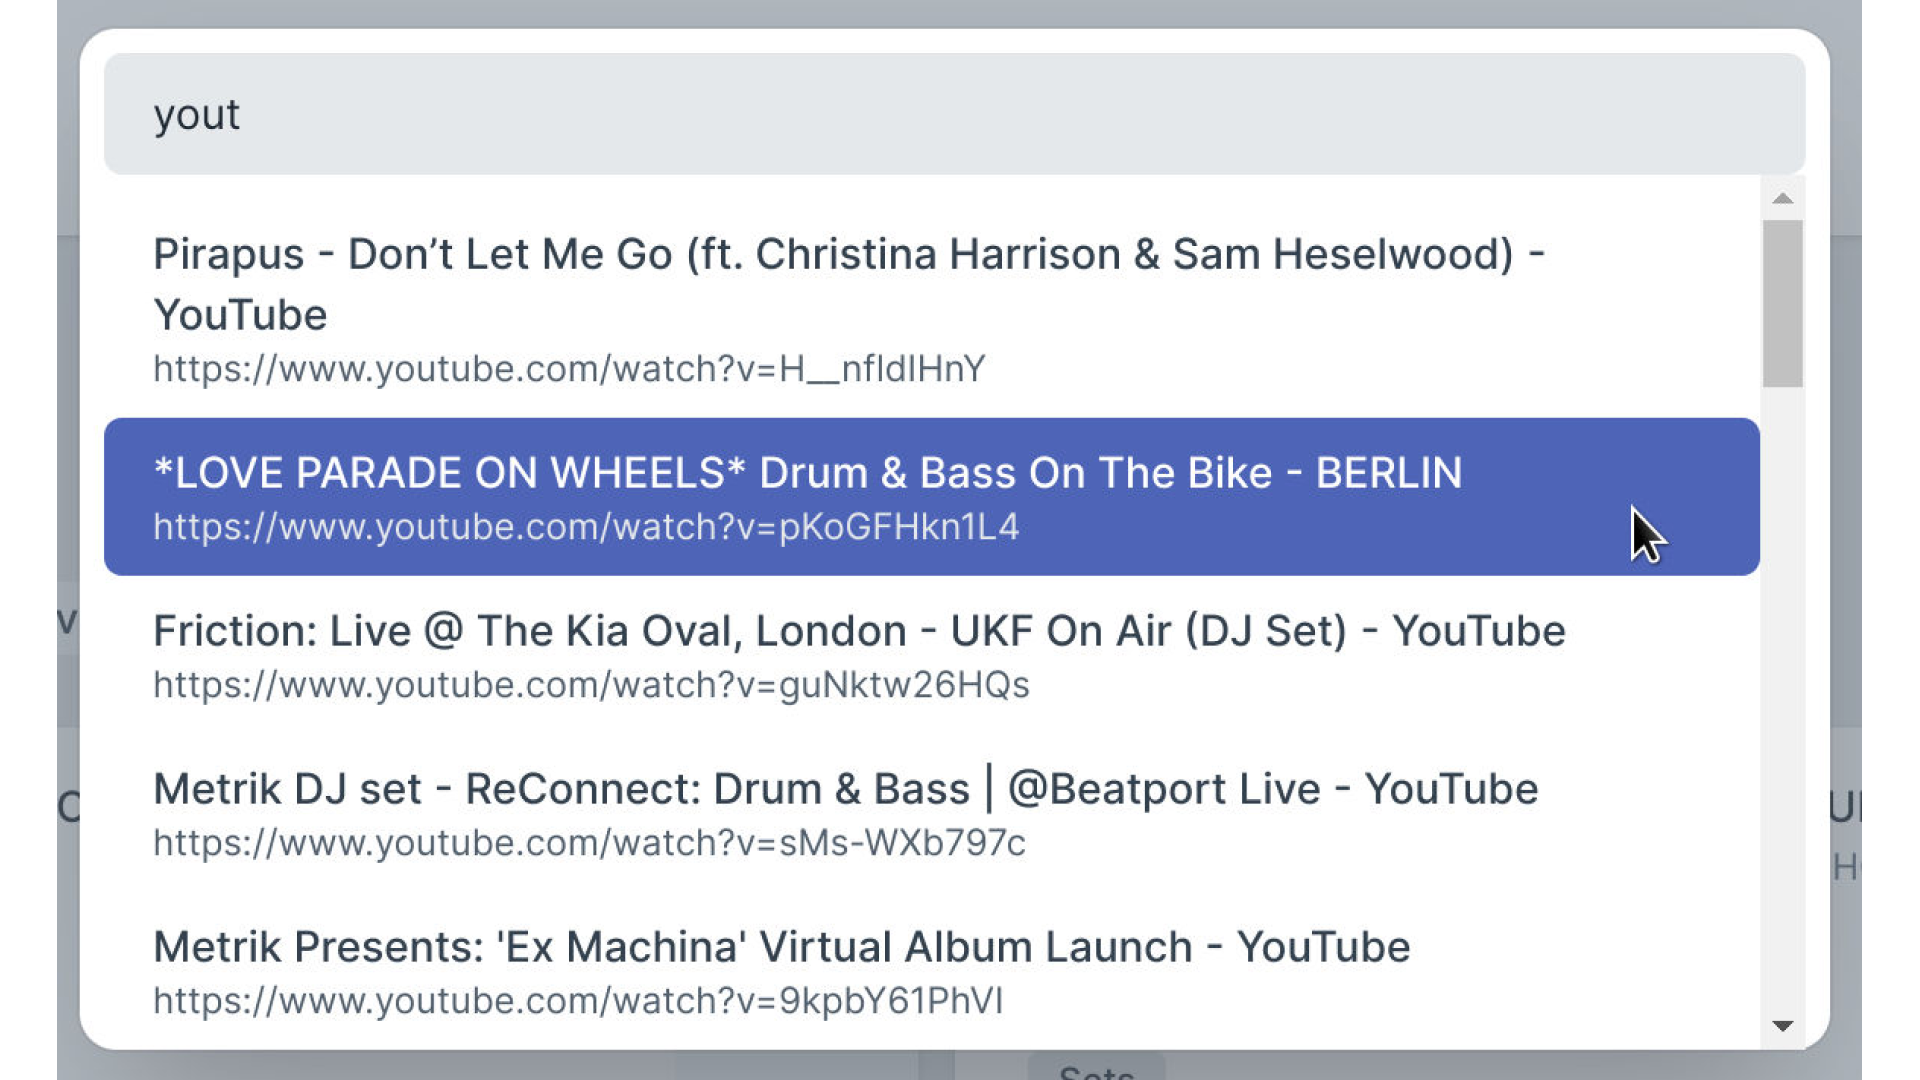 yout
Pirapus - Don’t Let Me Go (ft. Christina Harrison & Sam Heselwood) -
YouTube
https://www.youtube.com/watch?v=H__nfIdIHnY
*LOVE PARADE ON WHEELS* Drum & Bass On The Bike - BERLIN
https://www.youtube.com/watch?v=pKoGFHkn1L4
Friction: Live @ The Kia Oval, London - UKF On Air (DJ Set) - YouTube
https://www.youtube.com/watch?v=guNktw26HQs
Metrik DJ set - ReConnect: Drum & Bass | @Beatport Live - YouTube
https://www.youtube.com/watch?v=sMs-WXb797c
Metrik Presents: 'Ex Machina' Virtual Album Launch - YouTube
https://www.youtube.com/watch?v=9kpbY61PhVI
Sets